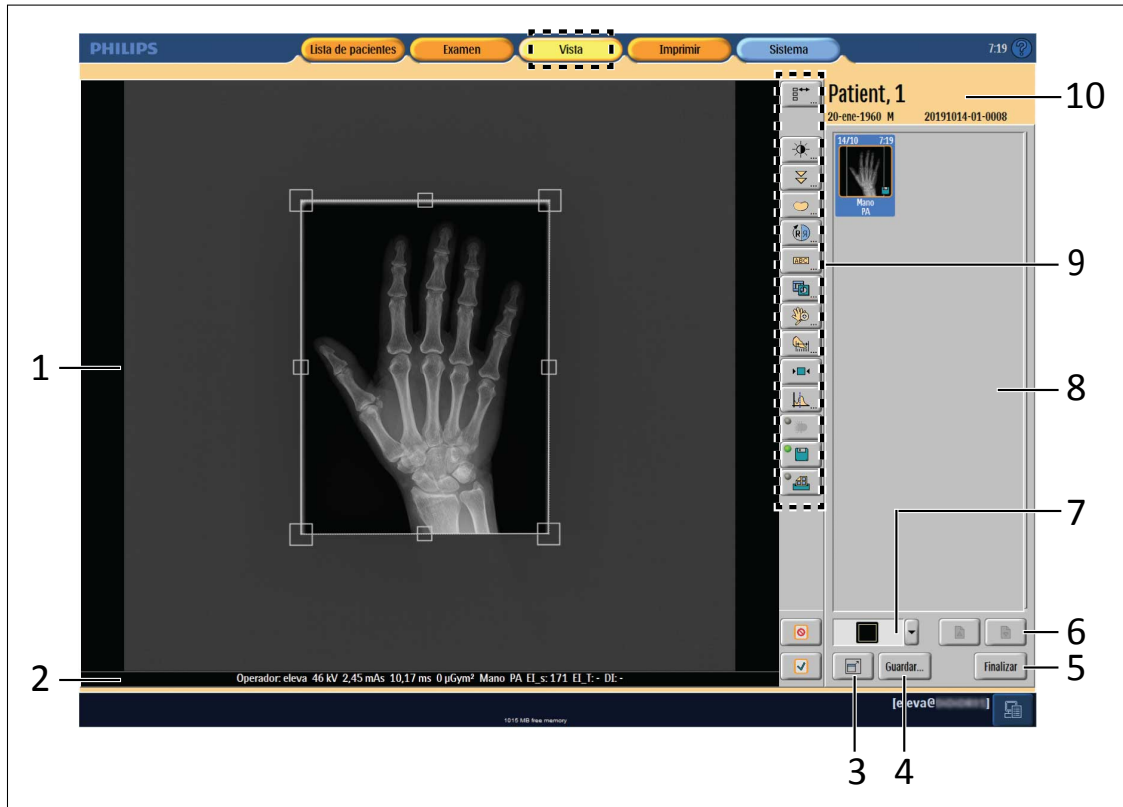 PHILIPS
Lista de pacientes
Examen
Vista
Imprimir
Sistema
7:19
?
Patient, 1
20-ene-1960 M 20191014-01-0008
14/10 7:19
Mano
PA
R R
ABC
1
2
3
4
5
6
7
8
9
10
Guardar...
Finalizar
Operador: eleva 46 kV 2,45 mAs 10,17 ms 0 µGym² Mano PA EI_s: 171 EI_T: - DI: -
[eleva@ ]
1015 MB free memory